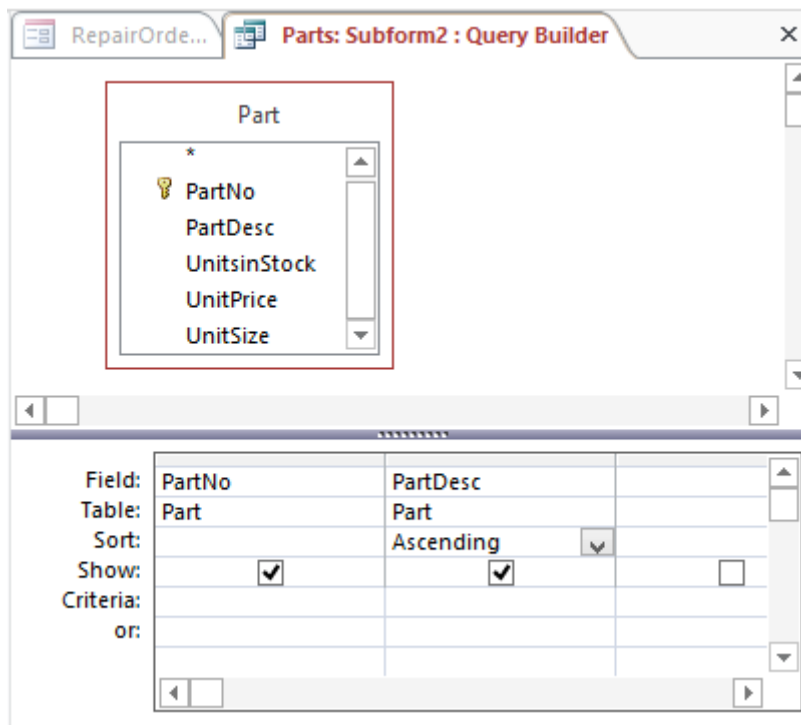 RepairOrde... Parts: Subform2 : Query Builder
Part
*
PartNo
PartDesc
UnitsinStock
UnitPrice
UnitSize
Field: PartNo PartDesc
Table: Part Part
Sort: Ascending
Show:
Criteria:
or: